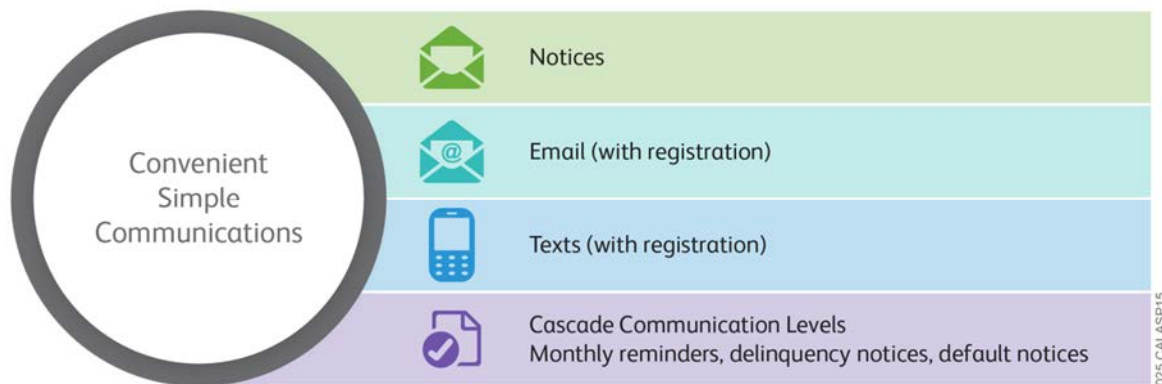 Convenient
Simple
Communications
Notices
@
Email (with registration)
Texts (with registration)
Cascade Communication Levels
Monthly reminders, delinquency notices, default notices